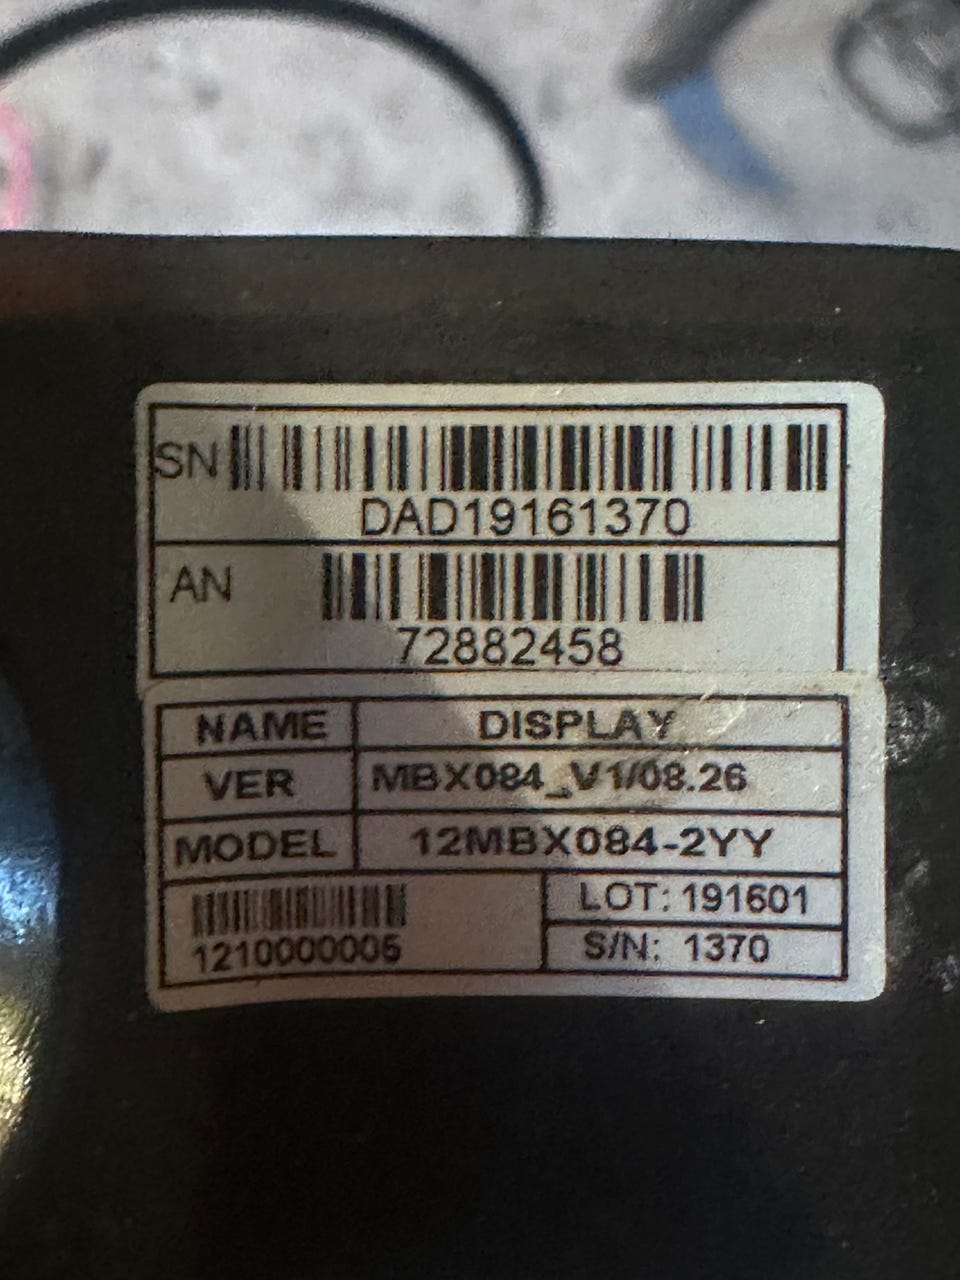 SN
DAD19161370
AN
72882458
NAME DISPLAY
VER MBX084_V1/08.26
MODEL 12MBX084-2YY
LOT: 191601
1210000005 S/N: 1370